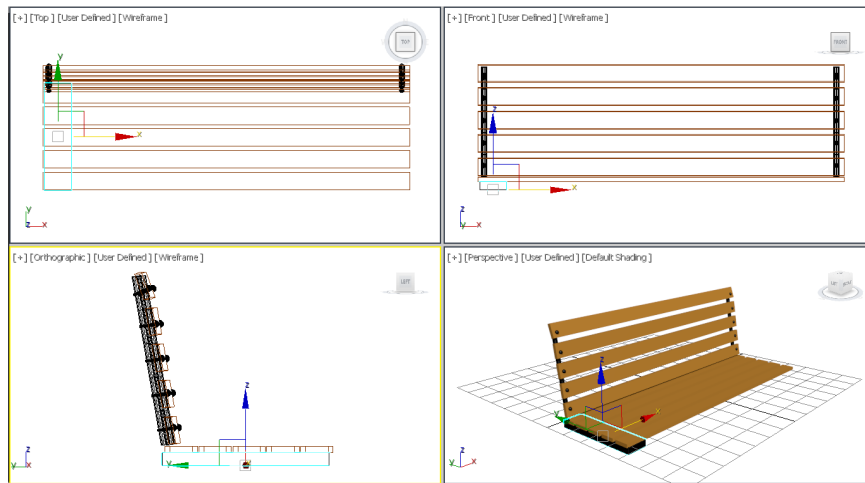 [+] [Top] [User Defined] [Wireframe]
TOP
y
x
y
z x
[+] [Front] [User Defined] [Wireframe]
FRONT
z
x
z
x
[+] [Orthographic] [User Defined] [Wireframe]
LEFT
z
y
z
y x
[+] [Perspective] [User Defined] [Default Shading]
z
y
x
z
y x